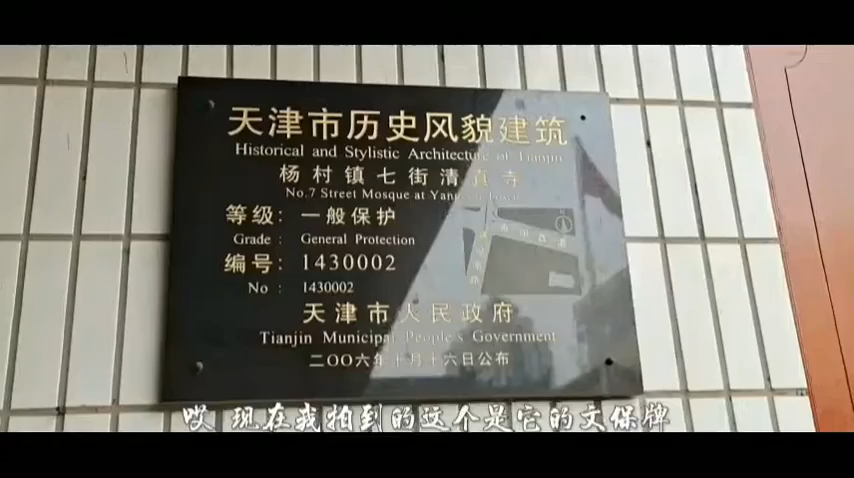 天津市历史风貌建筑
Historical and Stylistic Architecture of Tianjin
杨村镇七街清真寺
No.7 Street Mosque at Yangcun Town
等级：一般保护
Grade： General Protection
编号：1430002
No： 1430002
天津市人民政府
Tianjin Municipal People's Government
二OO六年十月十六日公布
哎 现在我拍到的这个是它的文保牌